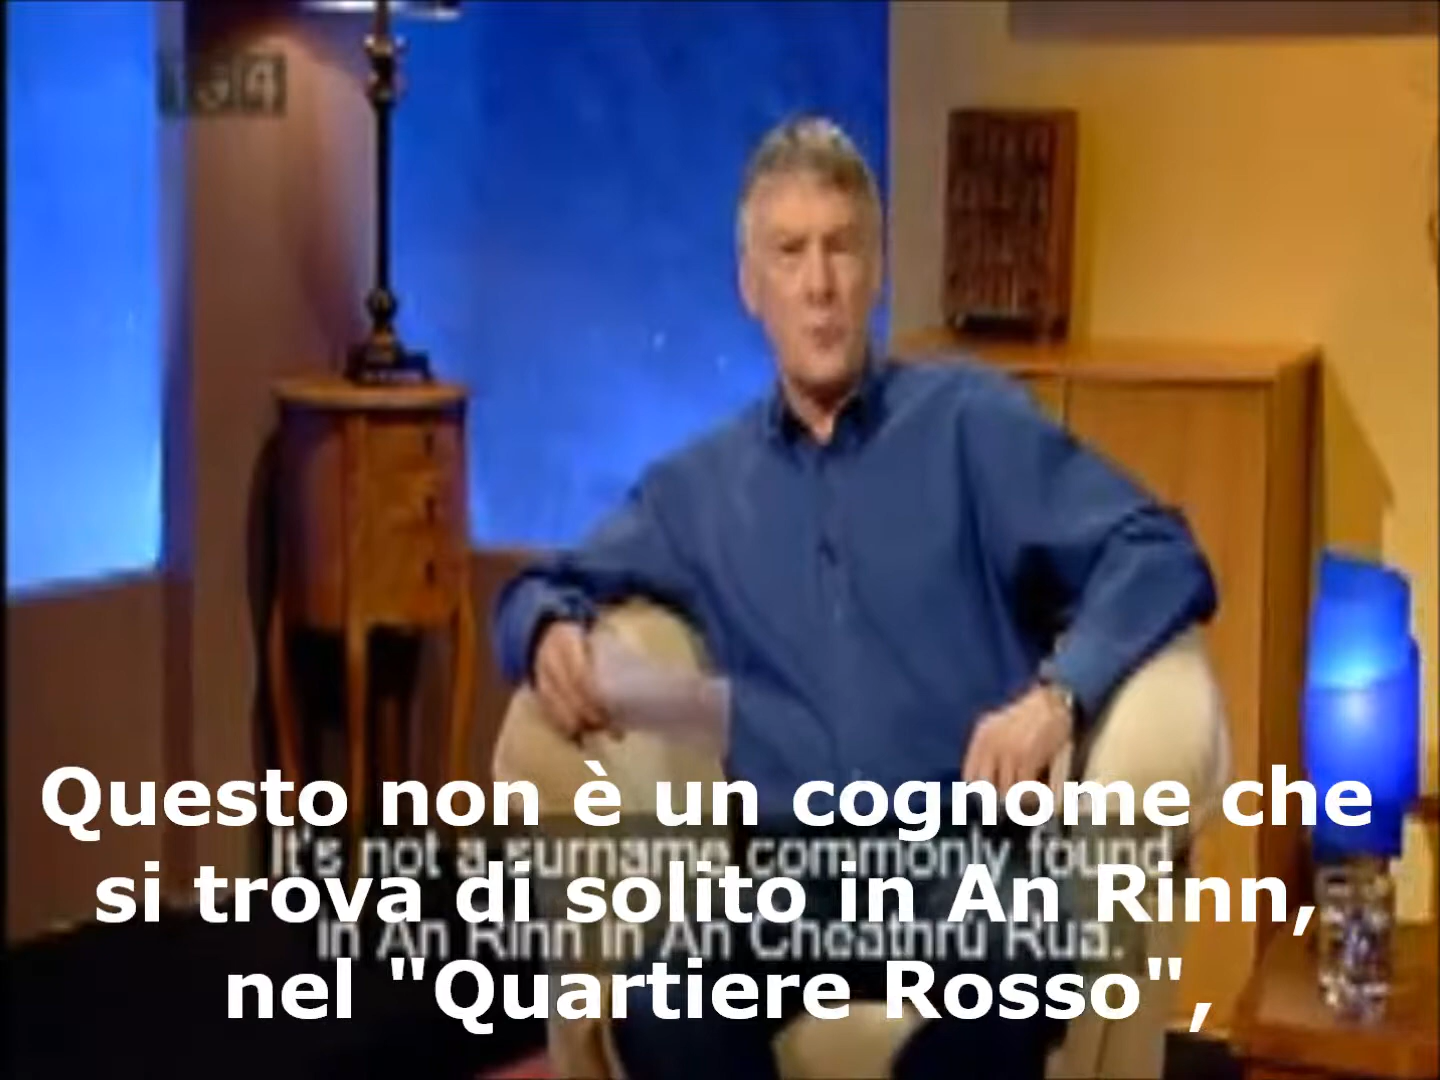 Questo non è un cognome che
It's not a surname commonly found
si trova di solito in An Rinn,
in An Rinn in An Cheathrú Rua.
nel "Quartiere Rosso",